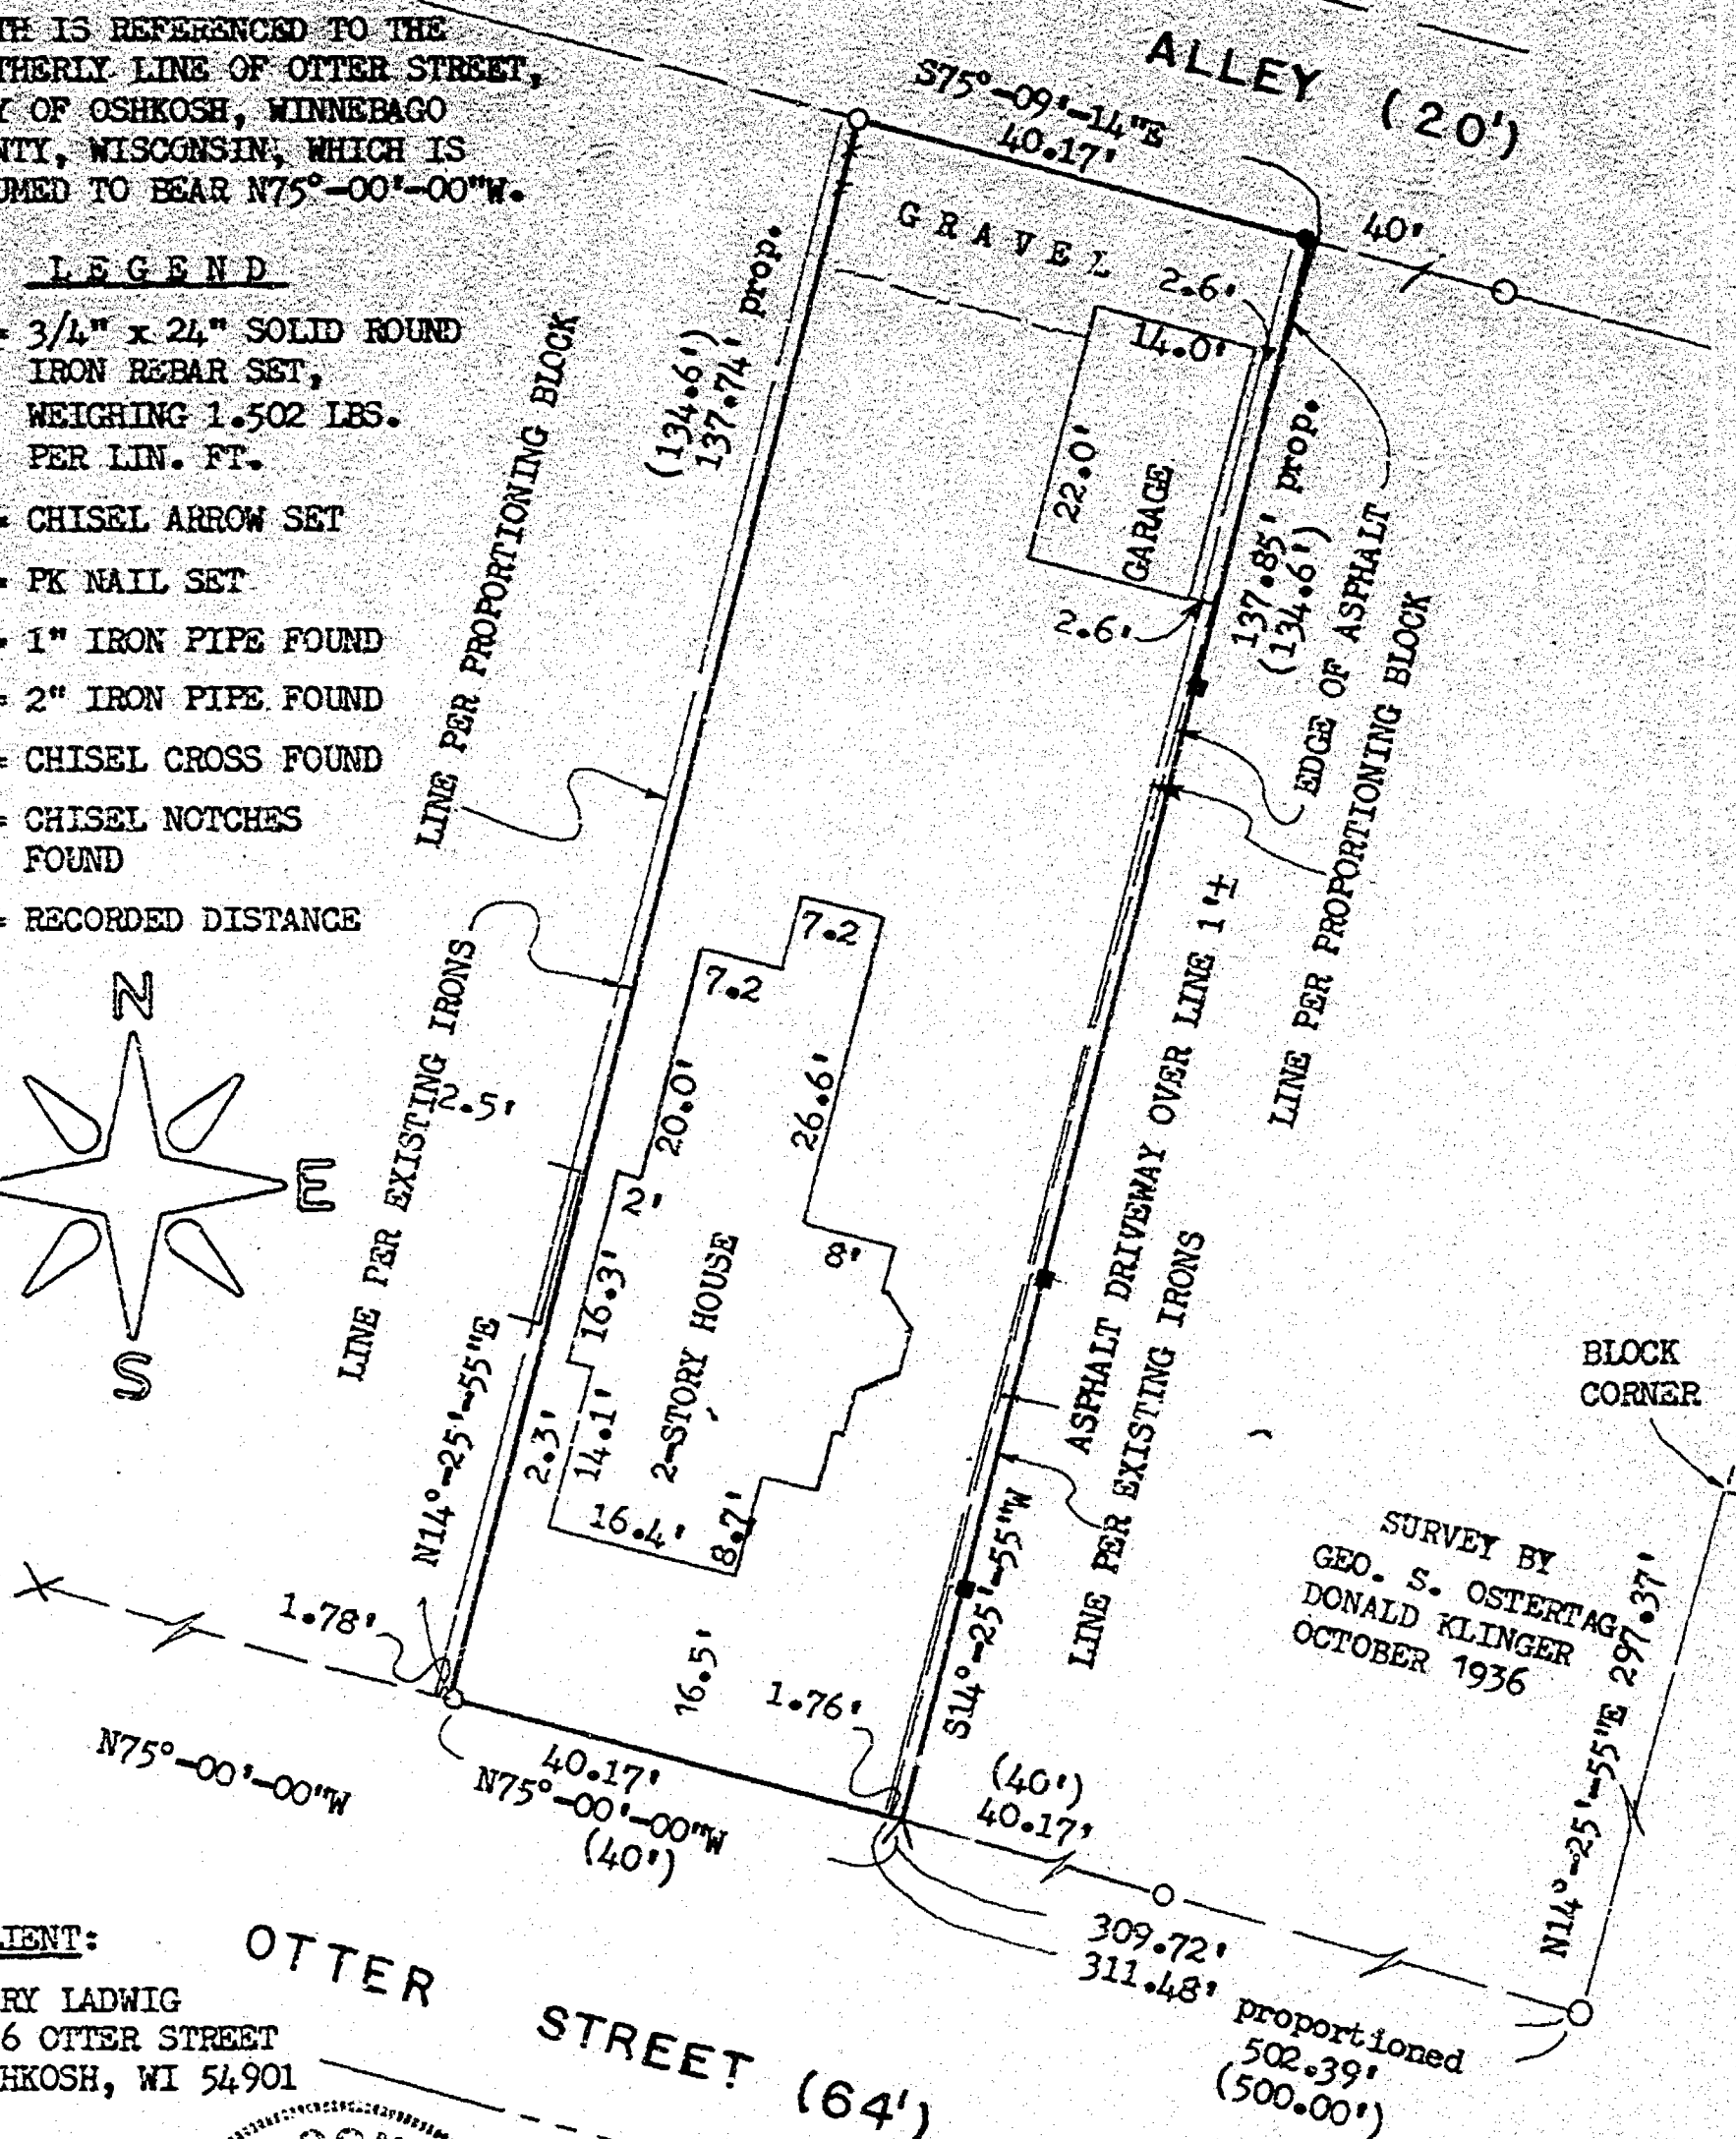 TH IS REFERENCED TO THE
THERLY LINE OF OTTER STREET,
Y OF OSHKOSH, WINNEBAGO
NTY, WISCONSIN, WHICH IS
UMED TO BEAR N75°-00'-00"W.
LEGEND
= 3/4" x 24" SOLID ROUND
IRON REBAR SET,
WEIGHING 1.502 LBS.
PER LIN. FT.
= CHISEL ARROW SET
= PK NAIL SET
= 1" IRON PIPE FOUND
= 2" IRON PIPE FOUND
= CHISEL CROSS FOUND
= CHISEL NOTCHES
FOUND
= RECORDED DISTANCE
N
E
S
ALLEY (20')
S75°-09'-14"E
40.17'
40'
GRAVEL
2.6'
14.0'
22.0'
GARAGE
2.6'
(134.6')
137.74' prop.
137.85' prop.
(134.6')
EDGE OF ASPHALT
LINE PER PROPORTIONING BLOCK
LINE PER PROPORTIONING BLOCK
LINE PER EXISTING IRONS
2.5'
7.2
7.2
20.0'
26.6'
2'
8'
16.3'
2-STORY HOUSE
14.1'
2.3'
16.4'
8.7'
N14°-25'-55"E
ASPHALT DRIVEWAY OVER LINE 1'±
LINE PER EXISTING IRONS
S14°-25'-55"W
BLOCK
CORNER
SURVEY BY
GEO. S. OSTERTAG
DONALD KLINGER
OCTOBER 1936
N14°-25'-55"E 297.37'
1.78'
16.5'
1.76'
N75°-00'-00"W
40.17'
N75°-00'-00"W
(40')
(40')
40.17'
309.72'
311.48' proportioned
502.39'
(500.00')
LIENT:
RY LADWIG
6 OTTER STREET
HKOSH, WI 54901
OTTER STREET (64')